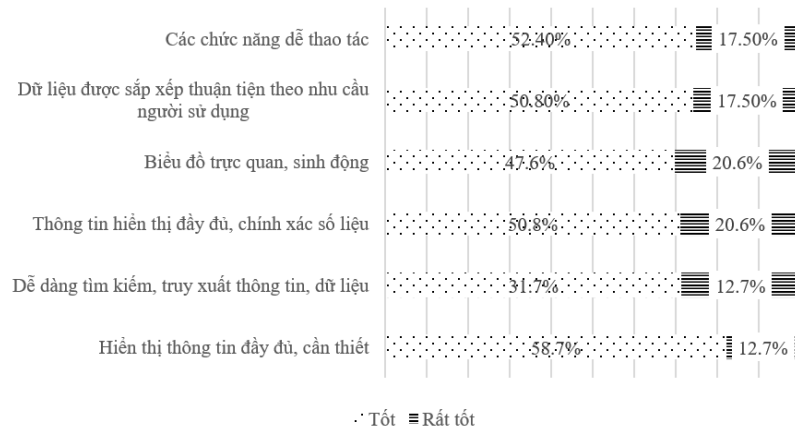 Các chức năng dễ thao tác
52.40%
17.50%
Dữ liệu được sắp xếp thuận tiện theo nhu cầu
người sử dụng
50.80%
17.50%
Biểu đồ trực quan, sinh động
47.6%
20.6%
Thông tin hiển thị đầy đủ, chính xác số liệu
50.8%
20.6%
Dễ dàng tìm kiếm, truy xuất thông tin, dữ liệu
31.7%
12.7%
Hiển thị thông tin đầy đủ, cần thiết
58.7%
12.7%
Tốt
Rất tốt